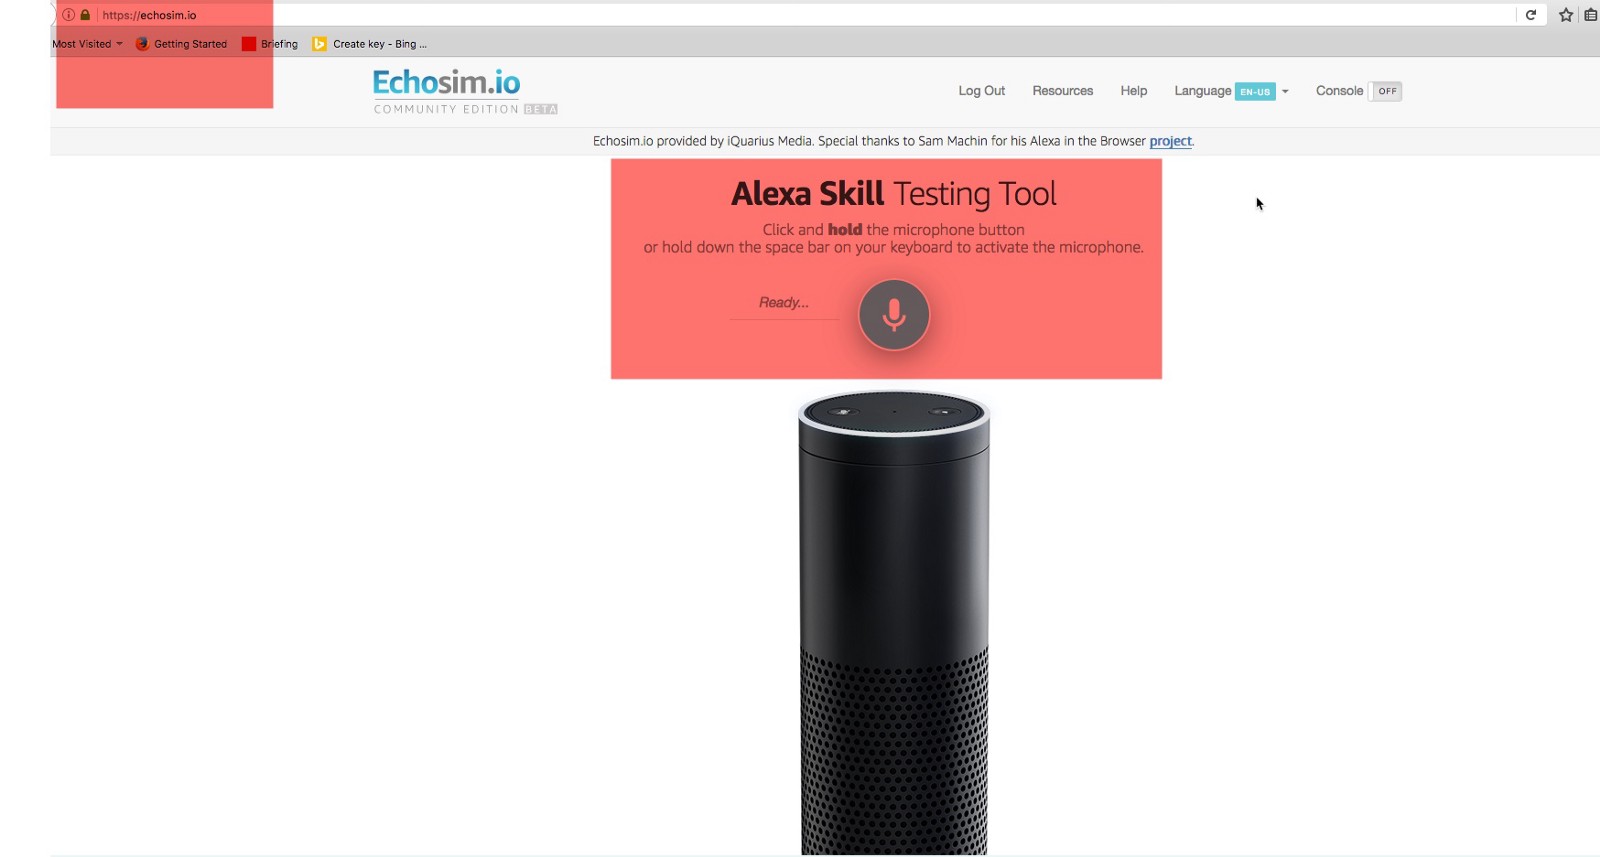 https://echosim.io
Most Visited Getting Started Briefing Create key - Bing ...
Echosim.io
COMMUNITY EDITION BETA
Log Out Resources Help Language EN-US Console OFF
Echosim.io provided by iQuarius Media. Special thanks to Sam Machin for his Alexa in the Browser project.
Alexa Skill Testing Tool
Click and hold the microphone button
or hold down the space bar on your keyboard to activate the microphone.
Ready...